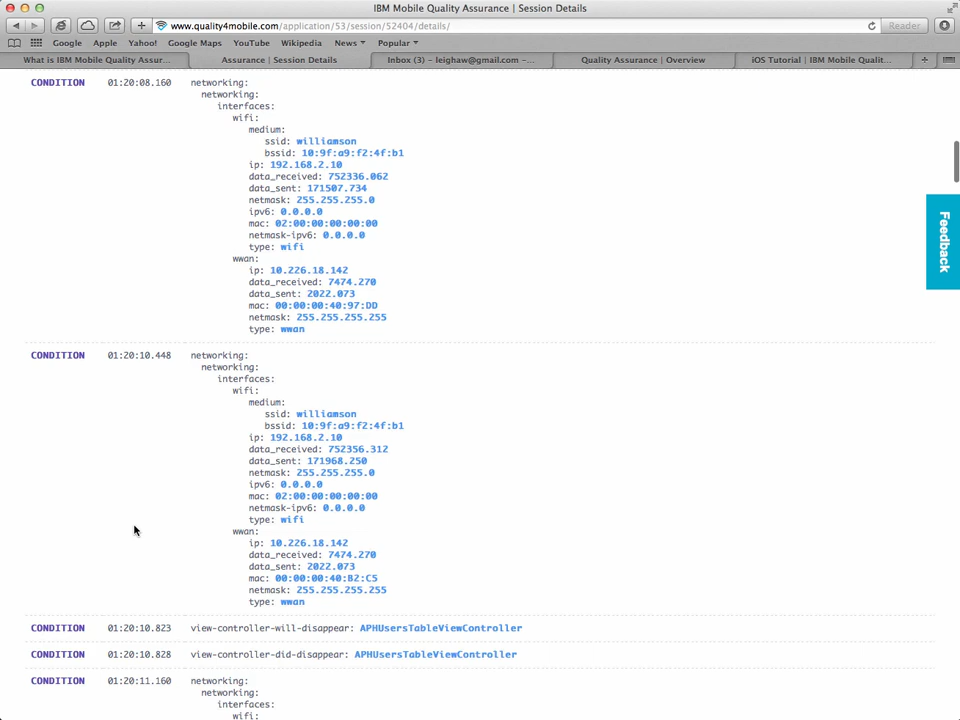 IBM Mobile Quality Assurance | Session Details
www.quality4mobile.com/application/53/session/52404/details/
Reader
Google Apple Yahoo! Google Maps YouTube Wikipedia News Popular
What is IBM Mobile Quality Assur...
Assurance | Session Details
Inbox (3) – leighaw@gmail.com –...
Quality Assurance | Overview
iOS Tutorial | IBM Mobile Qualit...
CONDITION 01:20:08.160 networking:
networking:
interfaces:
wifi:
medium:
ssid: williamson
bssid: 10:9f:a9:f2:4f:b1
ip: 192.168.2.10
data_received: 752336.062
data_sent: 171507.734
netmask: 255.255.255.0
ipv6: 0.0.0.0
mac: 02:00:00:00:00:00
netmask-ipv6: 0.0.0.0
type: wifi
wwan:
ip: 10.226.18.142
data_received: 7474.270
data_sent: 2022.073
mac: 00:00:00:40:97:DD
netmask: 255.255.255.255
type: wwan
Feedback
CONDITION 01:20:10.448 networking:
networking:
interfaces:
wifi:
medium:
ssid: williamson
bssid: 10:9f:a9:f2:4f:b1
ip: 192.168.2.10
data_received: 752356.312
data_sent: 171968.250
netmask: 255.255.255.0
ipv6: 0.0.0.0
mac: 02:00:00:00:00:00
netmask-ipv6: 0.0.0.0
type: wifi
wwan:
ip: 10.226.18.142
data_received: 7474.270
data_sent: 2022.073
mac: 00:00:00:40:B2:C5
netmask: 255.255.255.255
type: wwan
CONDITION 01:20:10.823 view-controller-will-disappear: APHUsersTableViewController
CONDITION 01:20:10.828 view-controller-did-disappear: APHUsersTableViewController
CONDITION 01:20:11.160 networking:
networking:
interfaces:
wifi: